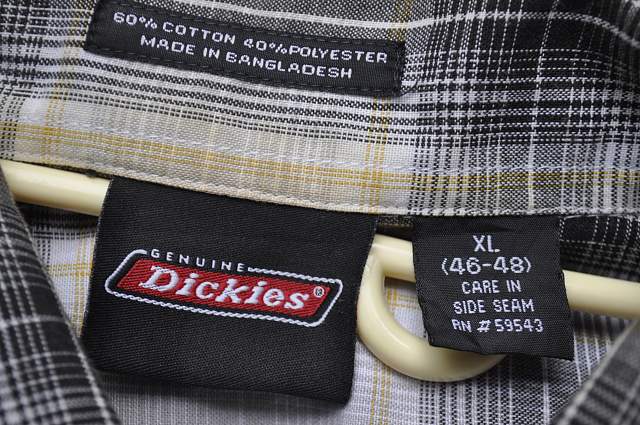 60% COTTON 40% POLYESTER
MADE IN BANGLADESH
GENUINE
Dickies®
XL
(46-48)
CARE IN
SIDE SEAM
RN # 59543